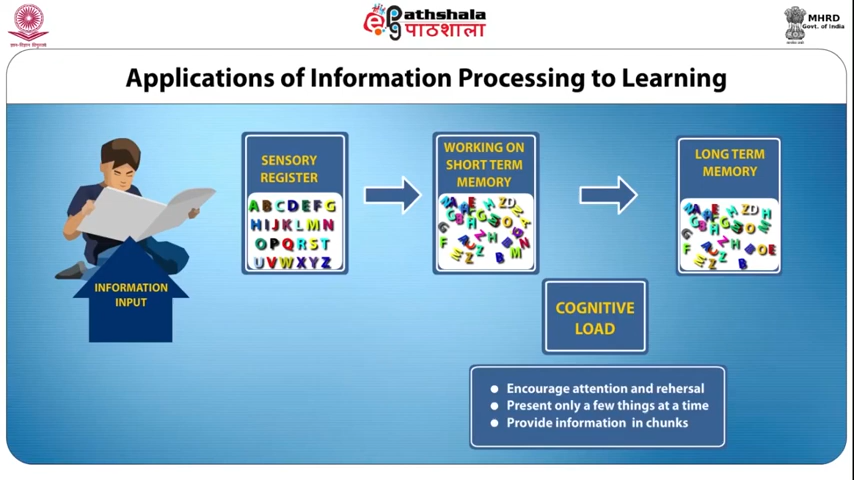 Pathshala
पाठशाला
MHRD
Govt. of India
Applications of Information Processing to Learning
SENSORY
REGISTER
ABCDEFG
HIJKLMN
OPQRST
UVWXYZ
WORKING ON
SHORT TERM
MEMORY
LONG TERM
MEMORY
INFORMATION
INPUT
COGNITIVE
LOAD
Encourage attention and rehersal
Present only a few things at a time
Provide information in chunks